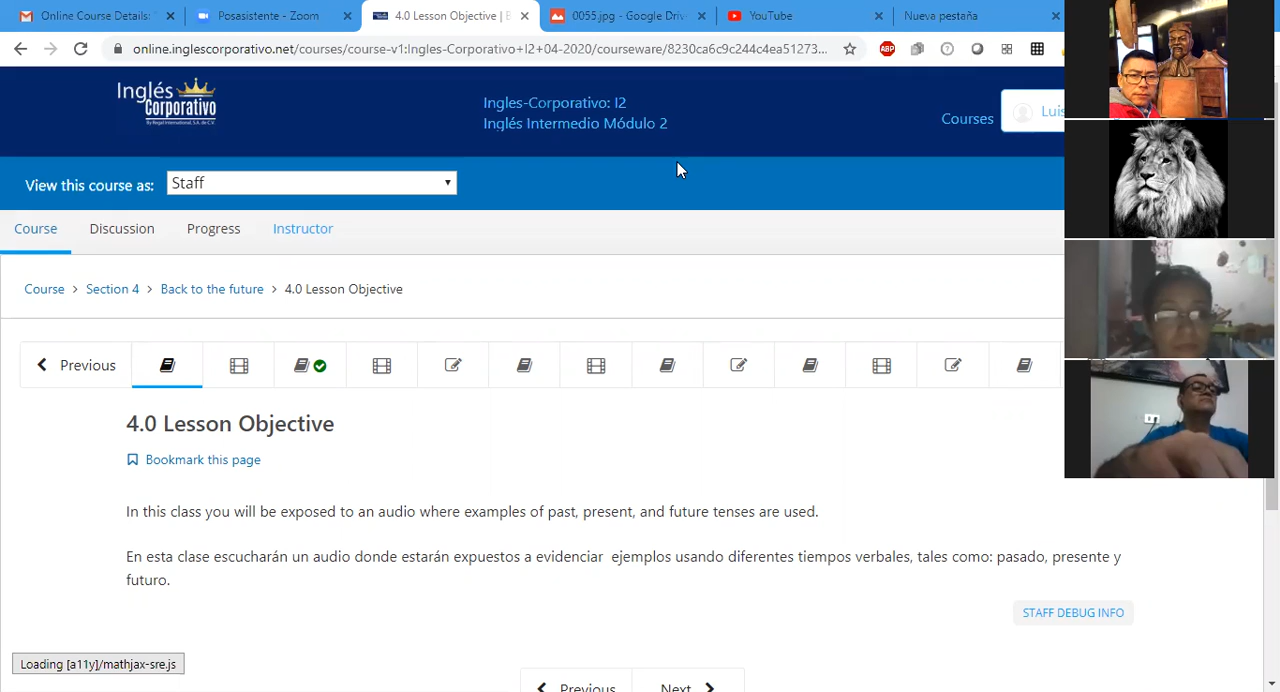 Online Course Details:
Posasistente - Zoom
4.0 Lesson Objective | B
0055.jpg - Google Driv
YouTube
Nueva pestaña
online.inglescorporativo.net/courses/course-v1:Ingles-Corporativo+I2+04-2020/courseware/8230ca6c9c244c4ea51273...
ABP
Inglés
Corporativo
By Regal International, S.A. de C.V.
Ingles-Corporativo: I2
Inglés Intermedio Módulo 2
Courses
Luis
View this course as:
Staff
Course
Discussion
Progress
Instructor
Course > Section 4 > Back to the future > 4.0 Lesson Objective
Previous
4.0 Lesson Objective
Bookmark this page
In this class you will be exposed to an audio where examples of past, present, and future tenses are used.
En esta clase escucharán un audio donde estarán expuestos a evidenciar ejemplos usando diferentes tiempos verbales, tales como: pasado, presente y
futuro.
STAFF DEBUG INFO
Loading [a11y]/mathjax-sre.js
Previous
Next